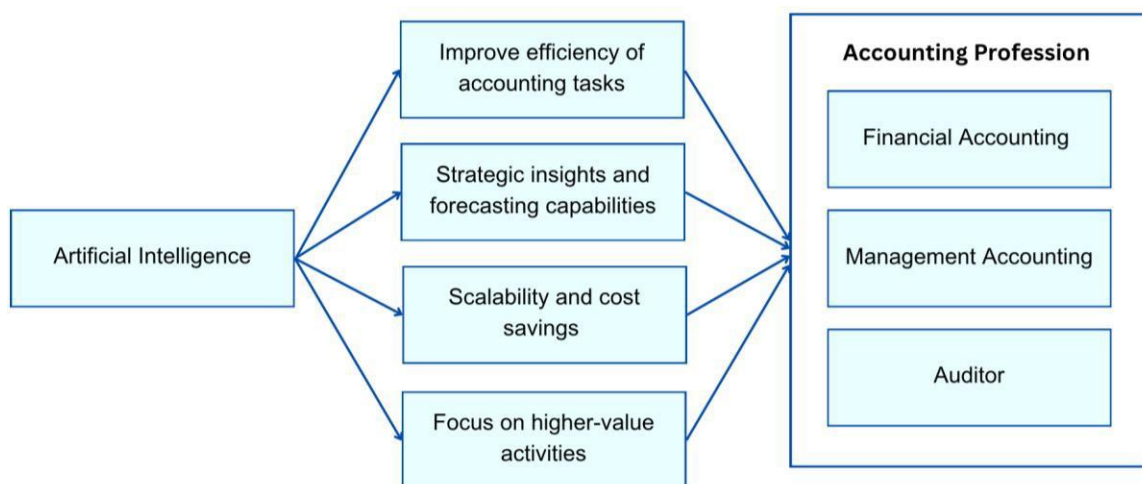 Artificial Intelligence
Improve efficiency of
accounting tasks
Strategic insights and
forecasting capabilities
Scalability and cost
savings
Focus on higher-value
activities
Accounting Profession
Financial Accounting
Management Accounting
Auditor